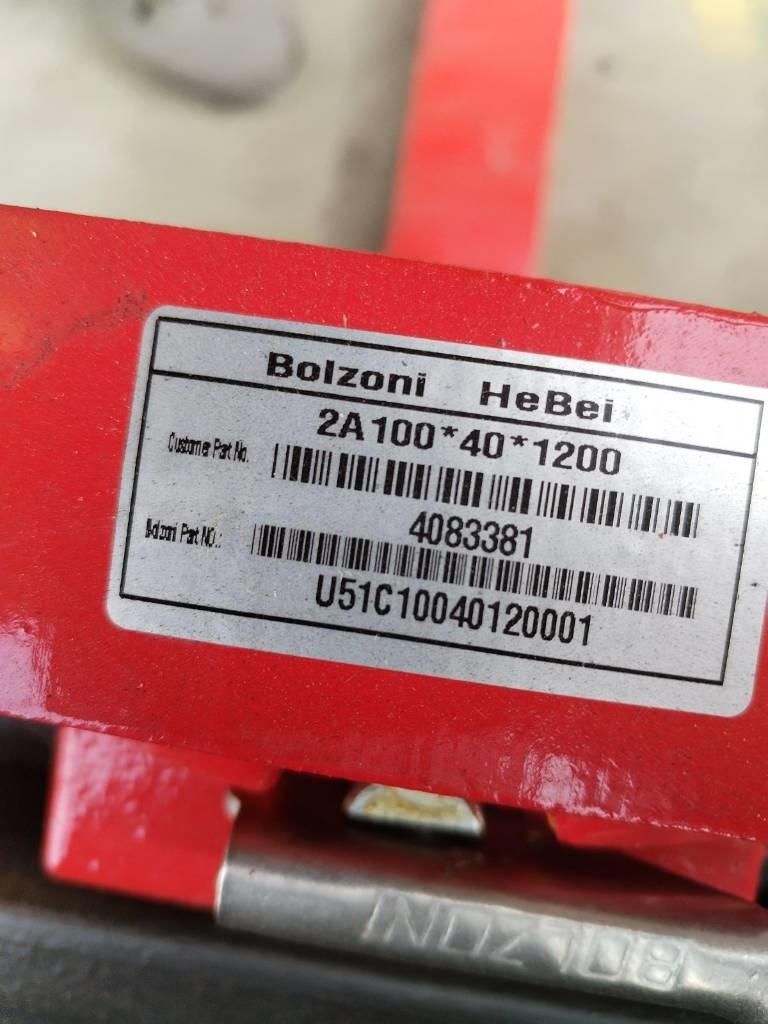 Bolzoni HeBei
2A100*40*1200
Customer Part No.
4083381
Bolzoni Part NO.:
U51C10040120001
BOLZONI